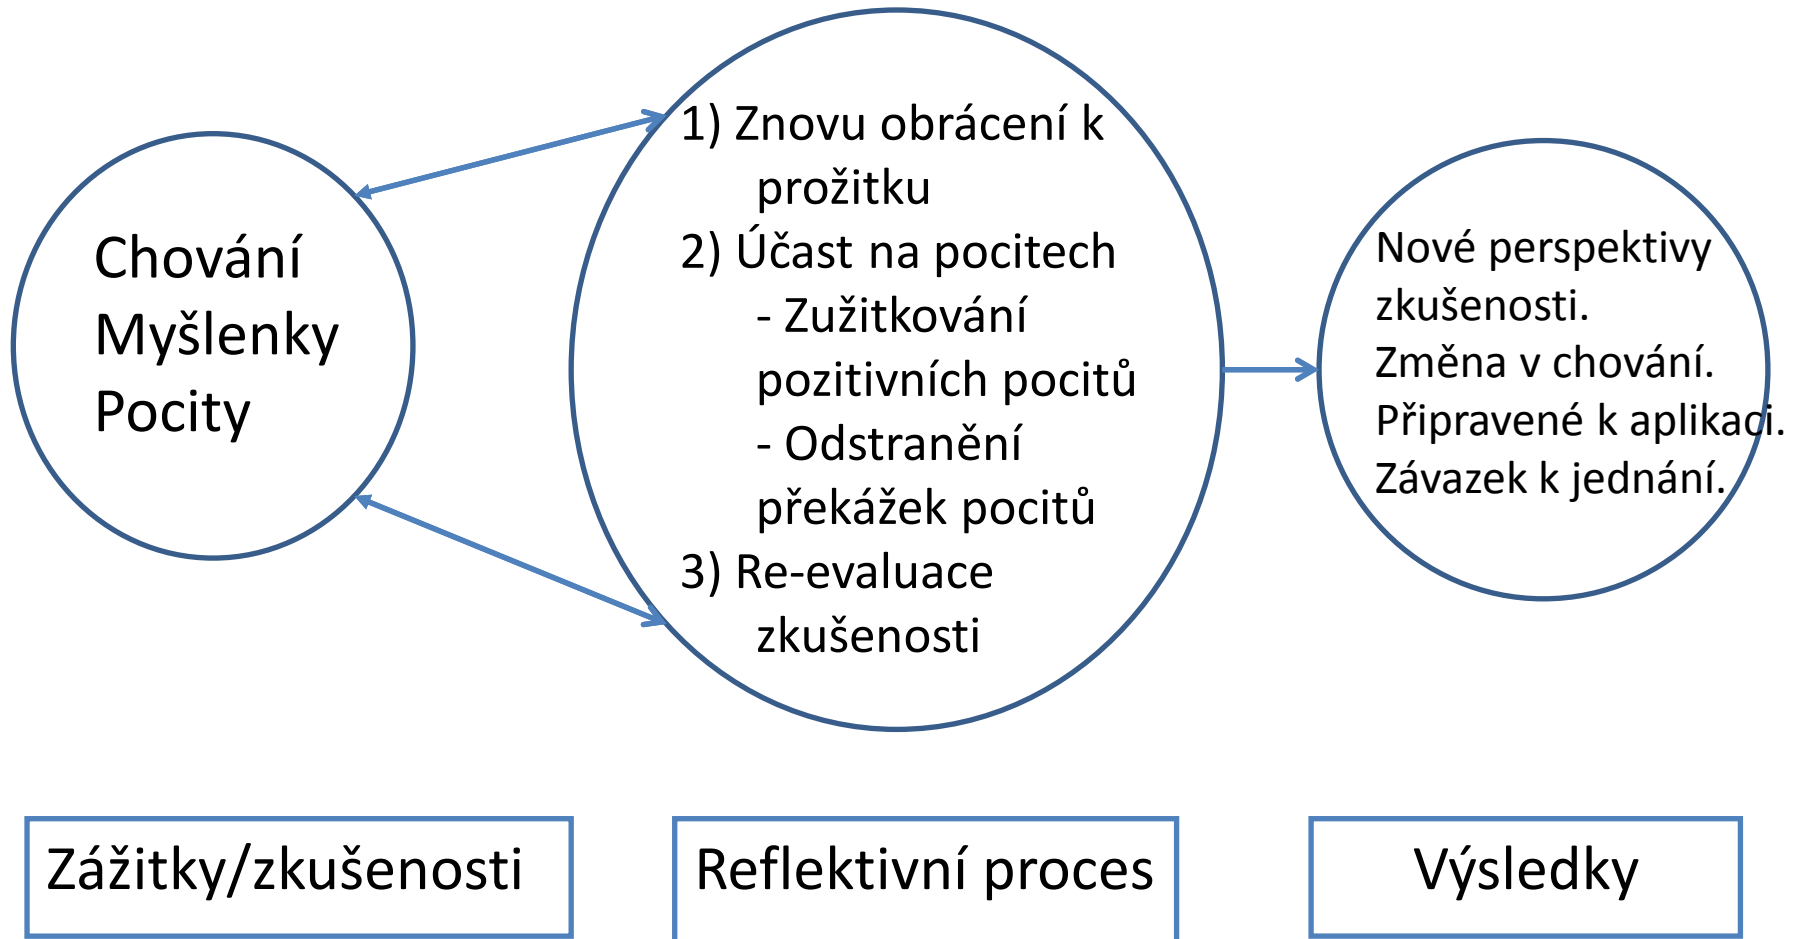 Chování
Myšlenky
Pocity
1) Znovu obrácení k
prožitku
2) Účast na pocitech
- Zužitkování
pozitivních pocitů
- Odstranění
překážek pocitů
3) Re-evaluace
zkušenosti
Nové perspektivy
zkušenosti.
Změna v chování.
Připravené k aplikaci.
Závazek k jednání.
Zážitky/zkušenosti
Reflektivní proces
Výsledky